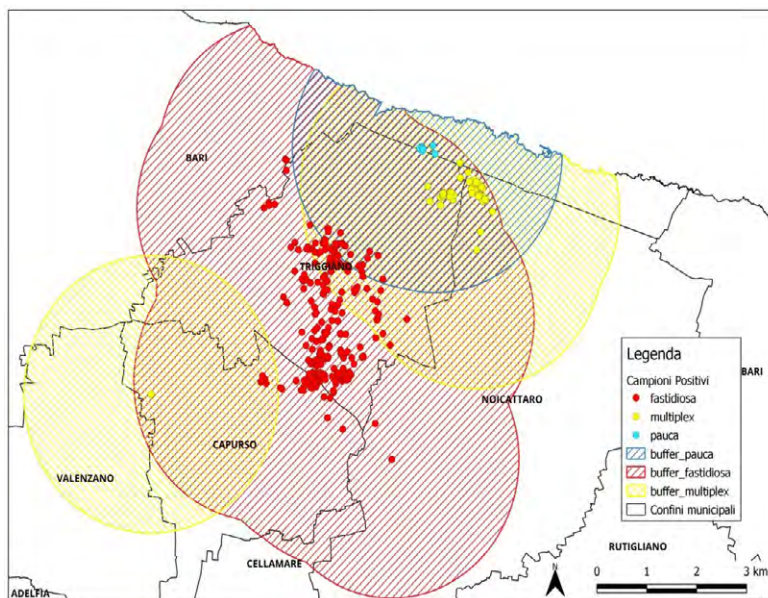 BARI
TRIGGIANO
NOICATTARO
BARI
CAPURSO
VALENZANO
CELLAMARE
RUTIGLIANO
ADELFIA
Legenda
Campioni Positivi
fastidiosa
multiplex
pauca
buffer_pauca
buffer_fastidiosa
buffer_multiplex
Confini municipali
N
0 1 2 3 km